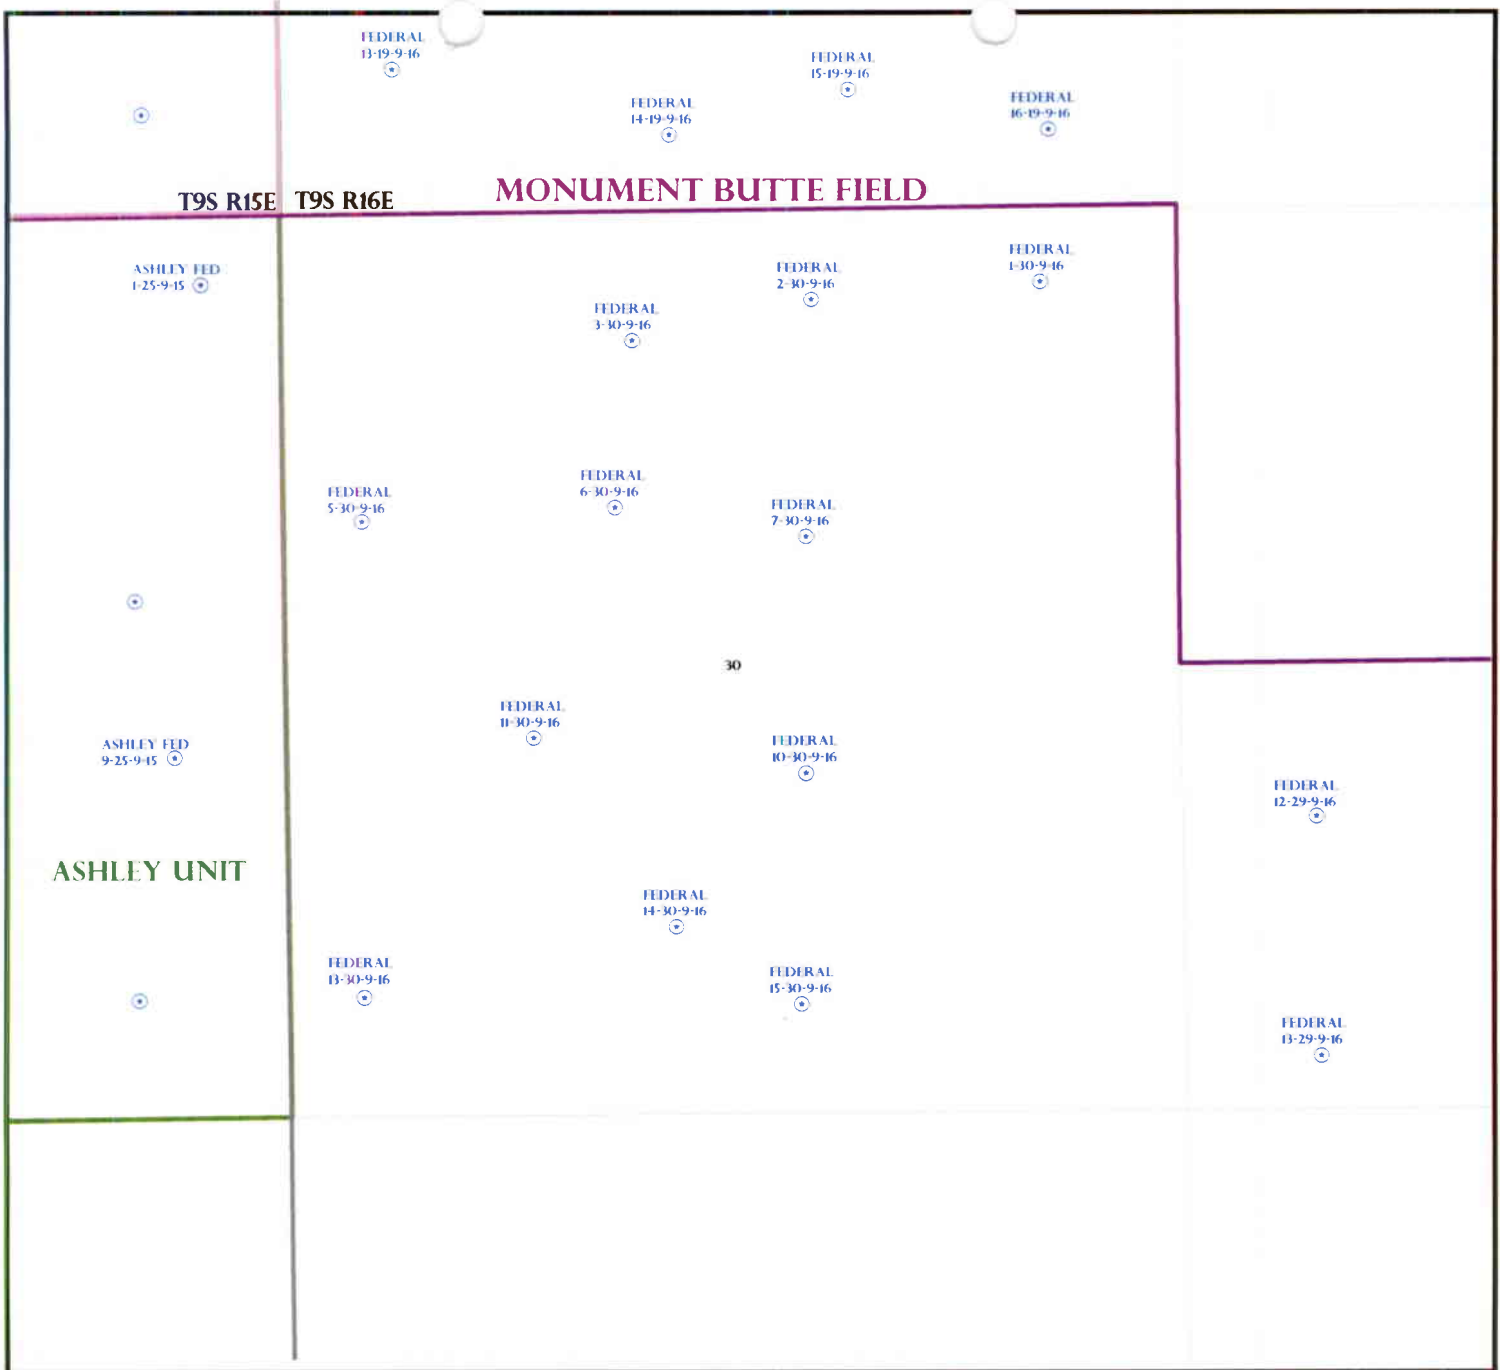 FEDERAL
13-19-9-16
FEDERAL
15-19-9-16
FEDERAL
14-19-9-16
FEDERAL
16-19-9-16
T9S R15E
T9S R16E
MONUMENT BUTTE FIELD
ASHLEY FED
1-25-9-15
FEDERAL
3-30-9-16
FEDERAL
2-30-9-16
FEDERAL
1-30-9-16
FEDERAL
5-30-9-16
FEDERAL
6-30-9-16
FEDERAL
7-30-9-16
30
FEDERAL
11-30-9-16
FEDERAL
10-30-9-16
ASHLEY FED
9-25-9-15
FEDERAL
12-29-9-16
ASHLEY UNIT
FEDERAL
14-30-9-16
FEDERAL
13-30-9-16
FEDERAL
15-30-9-16
FEDERAL
13-29-9-16